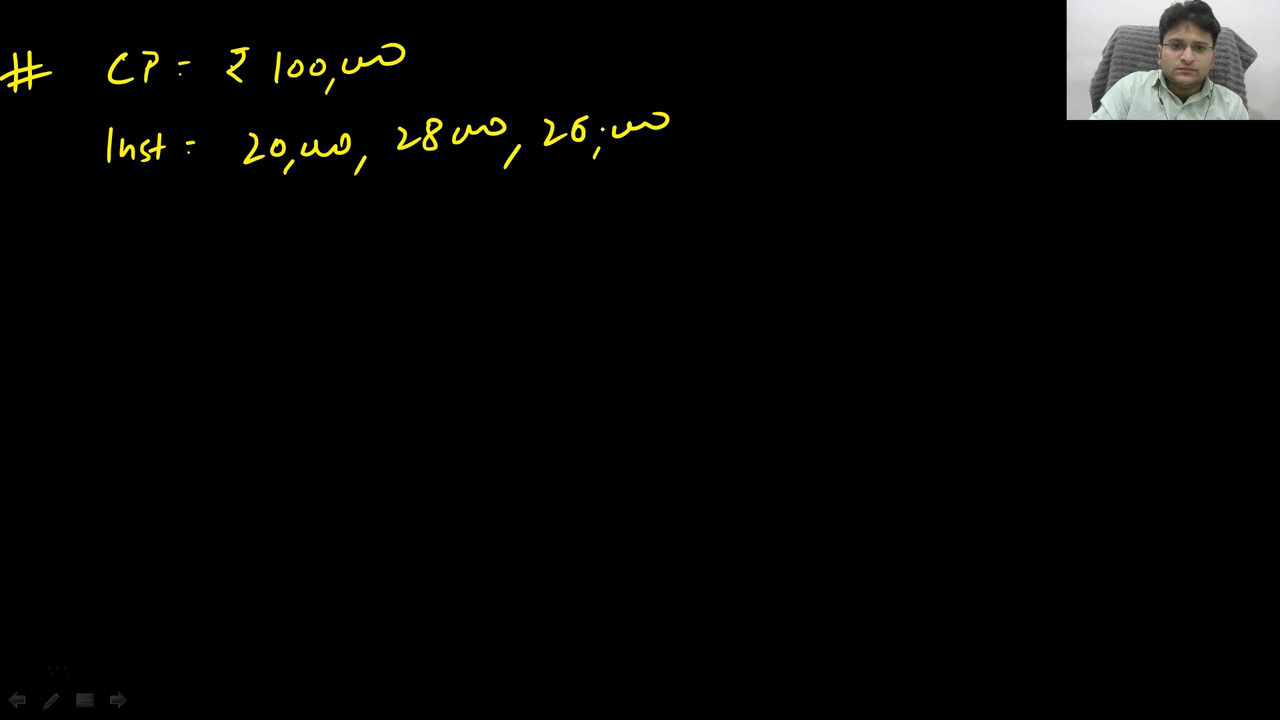 # CP = ₹ 100,000
Inst = 20,000, 28000, 26,000